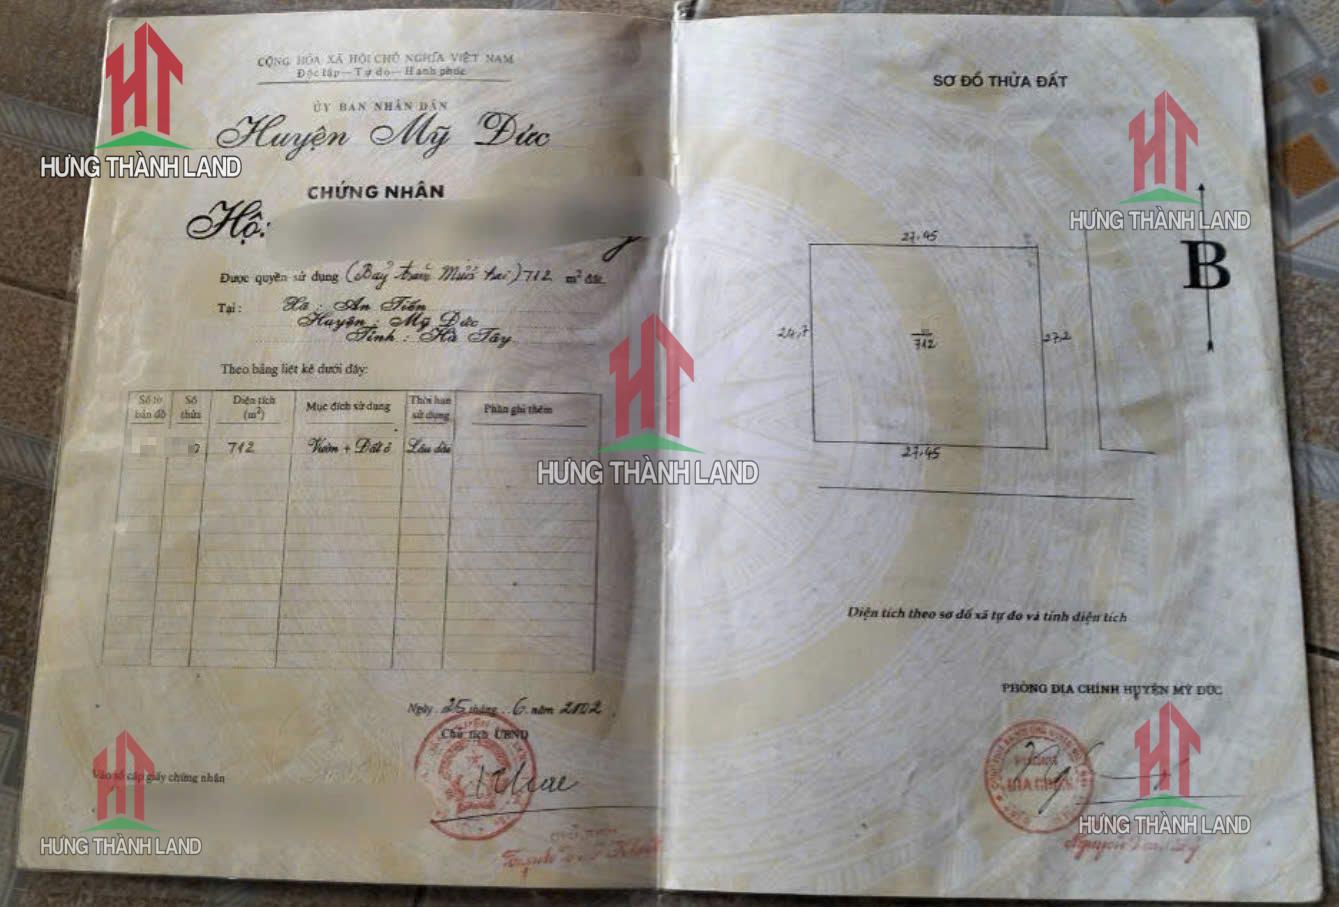 CỘNG HÒA XÃ HỘI CHỦ NGHĨA VIỆT NAM
Độc lập - Tự do - Hạnh phúc
ỦY BAN NHÂN DÂN
Huyện Mỹ Đức
CHỨNG NHẬN
Hộ:
Được quyền sử dụng (Bảy trăm Mười hai) 712 m² đất
Tại: Xã: An Tiến
Huyện: Mỹ Đức
Tỉnh: Hà Tây
Theo bảng liệt kê dưới đây:
Số tờ bản đồ Số thửa Diện tích (m²) Mục đích sử dụng Thời hạn sử dụng Phần ghi thêm
712 Vườn + Đất ở Lâu dài
Ngày 25 tháng 6 năm 2002
Chủ tịch UBND
Vào sổ cấp giấy chứng nhận
CHỦ TỊCH
SƠ ĐỒ THỬA ĐẤT
B
27,45
24,7
712
27,2
27,45
Diện tích theo sơ đồ xã tự đo và tính diện tích
PHÒNG ĐỊA CHÍNH HUYỆN MỸ ĐỨC
PHÒNG
ĐỊA CHÍNH
HƯNG THÀNH LAND
HƯNG THÀNH LAND
HƯNG THÀNH LAND
HƯNG THÀNH LAND
HƯNG THÀNH LAND